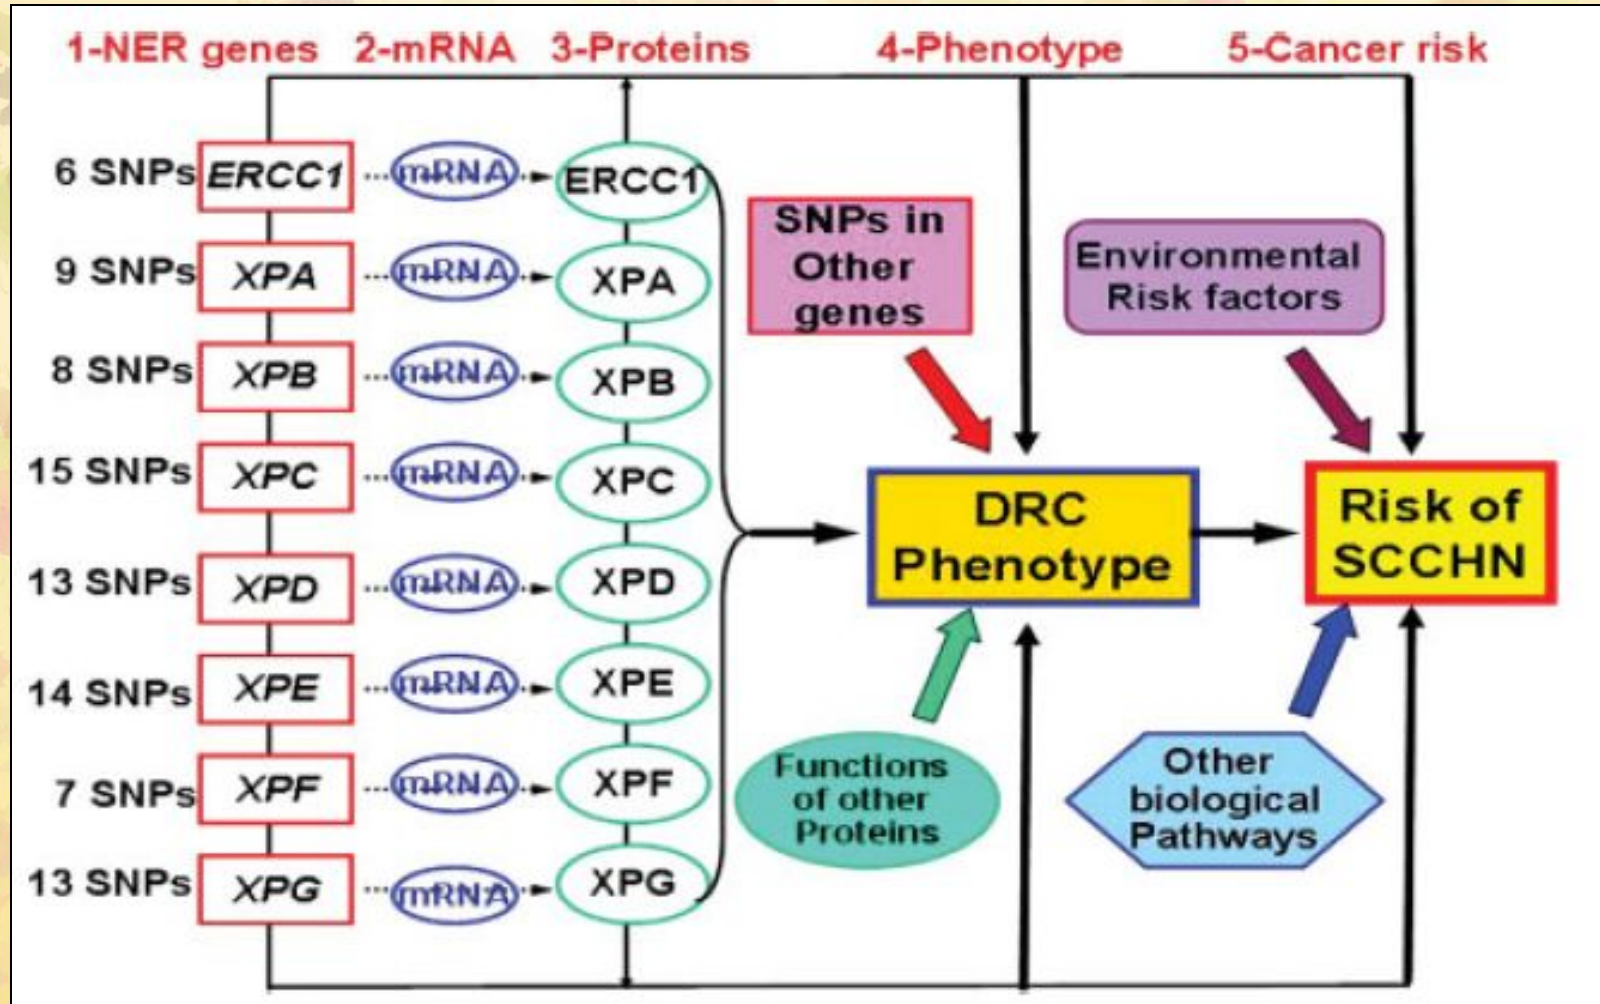 1-NER genes 2-mRNA 3-Proteins 4-Phenotype 5-Cancer risk
6 SNPs ERCC1 mRNA ERCC1
9 SNPs XPA mRNA XPA
8 SNPs XPB mRNA XPB
15 SNPs XPC mRNA XPC
13 SNPs XPD mRNA XPD
14 SNPs XPE mRNA XPE
7 SNPs XPF mRNA XPF
13 SNPs XPG mRNA XPG
SNPs in
Other
genes
Environmental
Risk factors
DRC
Phenotype
Risk of
SCCHN
Functions
of other
Proteins
Other
biological
Pathways